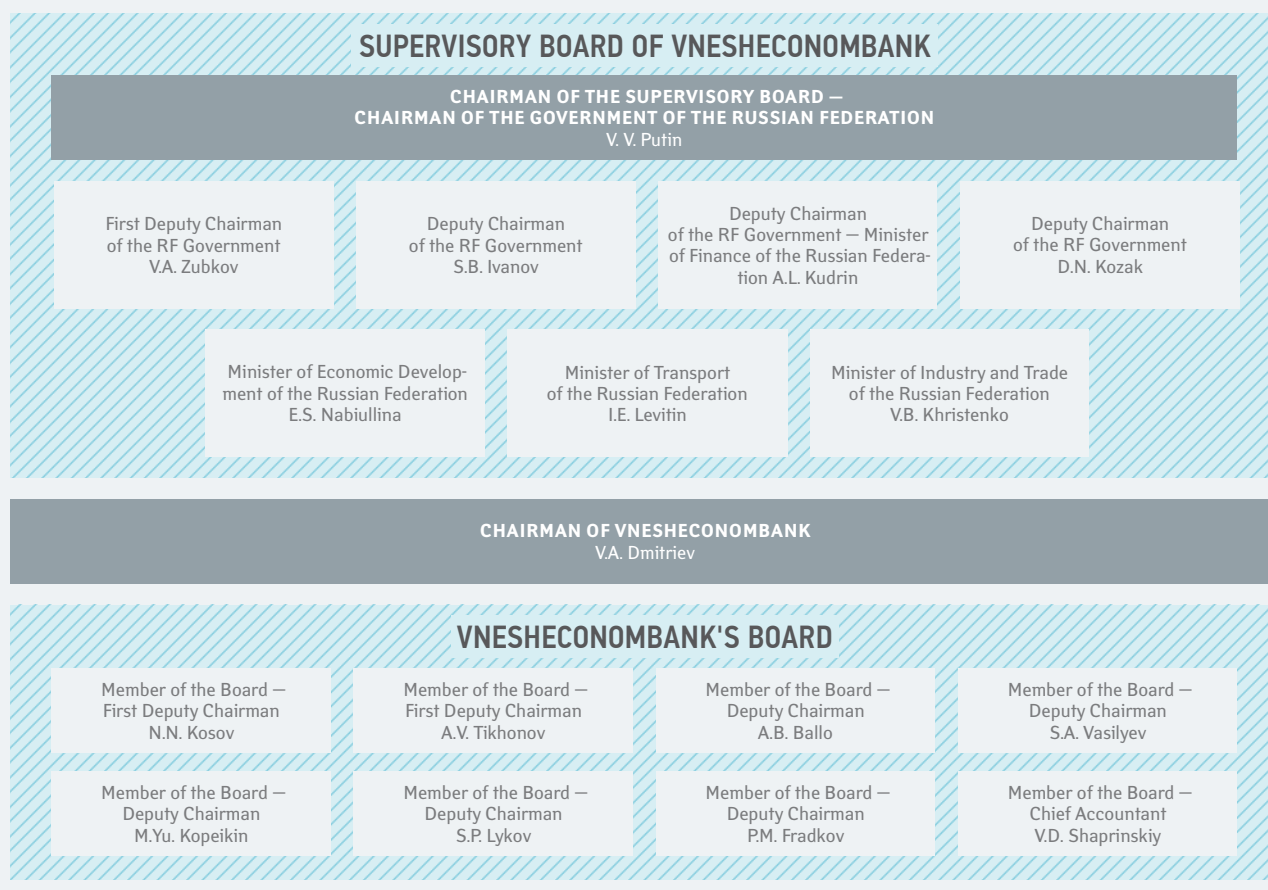 SUPERVISORY BOARD OF VNESHECONOMBANK
CHAIRMAN OF THE SUPERVISORY BOARD —
CHAIRMAN OF THE GOVERNMENT OF THE RUSSIAN FEDERATION
V. V. Putin
First Deputy Chairman
of the RF Government
V.A. Zubkov
Deputy Chairman
of the RF Government
S.B. Ivanov
Deputy Chairman
of the RF Government — Minister
of Finance of the Russian Federa-
tion A.L. Kudrin
Deputy Chairman
of the RF Government
D.N. Kozak
Minister of Economic Develop-
ment of the Russian Federation
E.S. Nabiullina
Minister of Transport
of the Russian Federation
I.E. Levitin
Minister of Industry and Trade
of the Russian Federation
V.B. Khristenko
CHAIRMAN OF VNESHECONOMBANK
V.A. Dmitriev
VNESHECONOMBANK'S BOARD
Member of the Board —
First Deputy Chairman
N.N. Kosov
Member of the Board —
First Deputy Chairman
A.V. Tikhonov
Member of the Board —
Deputy Chairman
A.B. Ballo
Member of the Board —
Deputy Chairman
S.A. Vasilyev
Member of the Board —
Deputy Chairman
M.Yu. Kopeikin
Member of the Board —
Deputy Chairman
S.P. Lykov
Member of the Board —
Deputy Chairman
P.M. Fradkov
Member of the Board —
Chief Accountant
V.D. Shaprinskiy